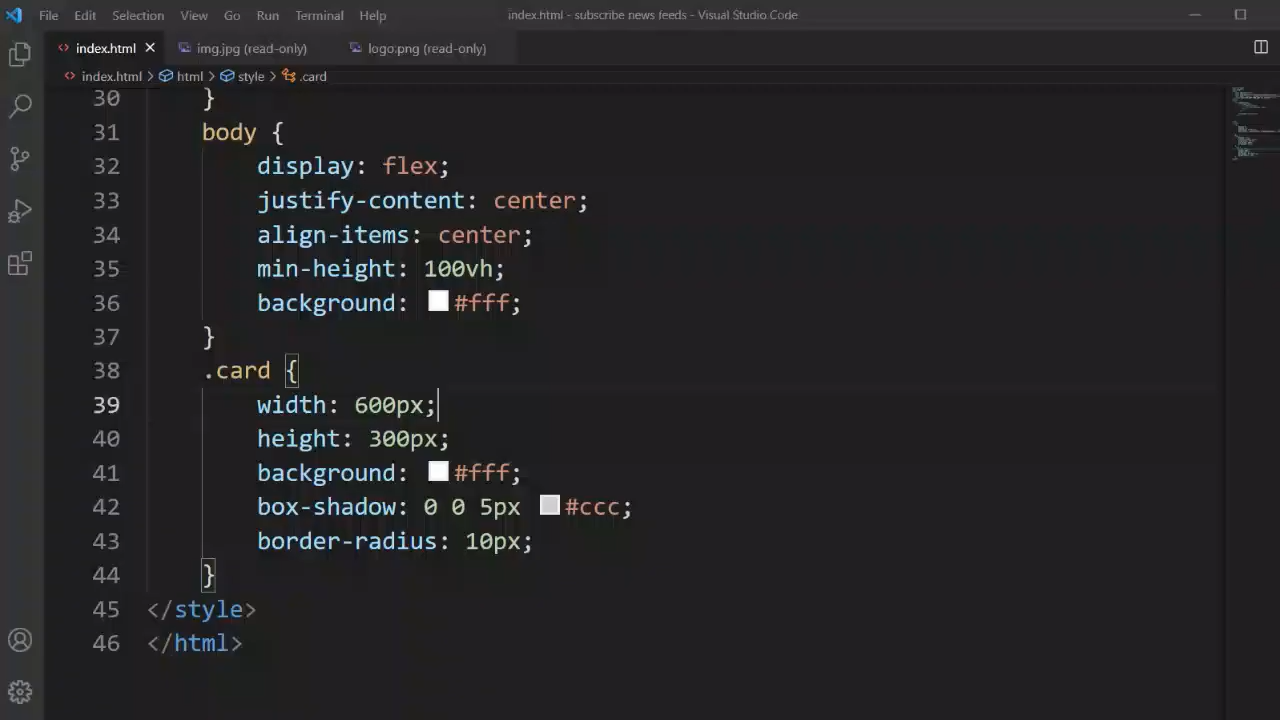 File Edit Selection View Go Run Terminal Help index.html - subscribe news feeds - Visual Studio Code
index.html img.jpg (read-only) logo.png (read-only)
index.html > html > style > .card
30 }
31 body {
32 display: flex;
33 justify-content: center;
34 align-items: center;
35 min-height: 100vh;
36 background: #fff;
37 }
38 .card {
39 width: 600px;
40 height: 300px;
41 background: #fff;
42 box-shadow: 0 0 5px #ccc;
43 border-radius: 10px;
44 }
45 </style>
46 </html>